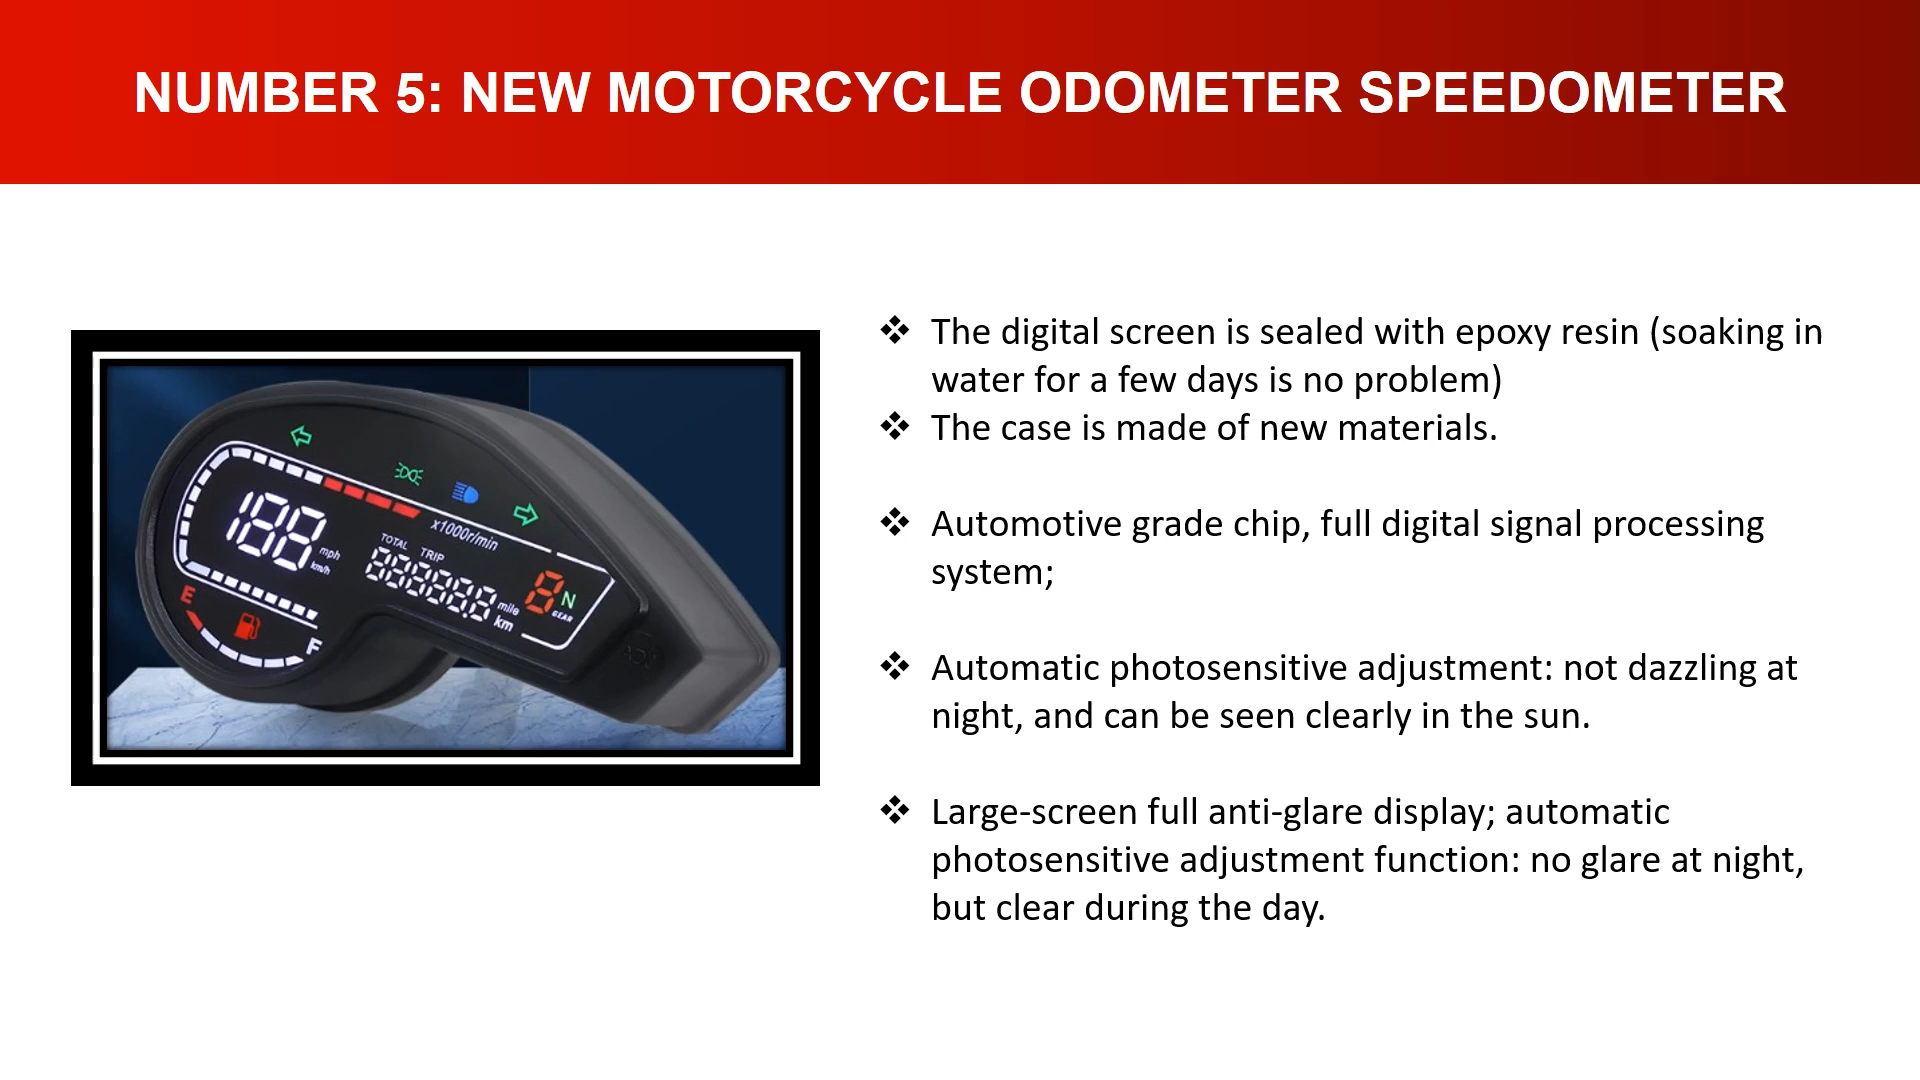 NUMBER 5: NEW MOTORCYCLE ODOMETER SPEEDOMETER
188
mph
km/h
x1000r/min
TOTAL TRIP
88888.8
mile
km
8 N
GEAR
E
F
❖ The digital screen is sealed with epoxy resin (soaking in
water for a few days is no problem)
❖ The case is made of new materials.
❖ Automotive grade chip, full digital signal processing
system;
❖ Automatic photosensitive adjustment: not dazzling at
night, and can be seen clearly in the sun.
❖ Large-screen full anti-glare display; automatic
photosensitive adjustment function: no glare at night,
but clear during the day.